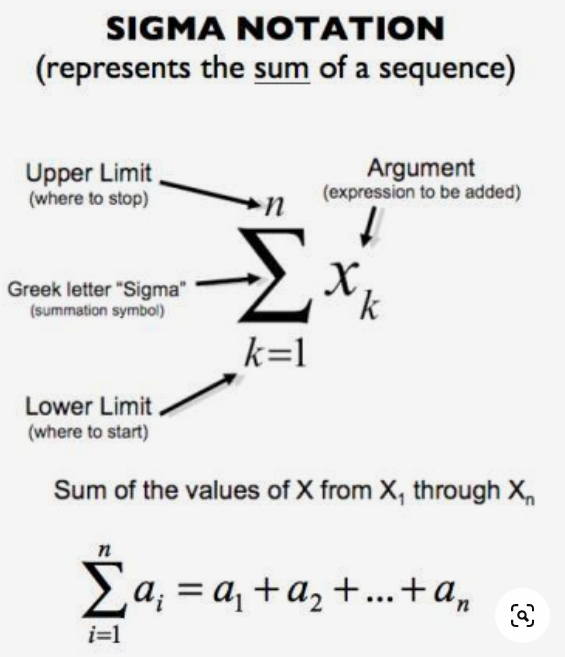 SIGMA NOTATION
(represents the sum of a sequence)
Upper Limit
(where to stop)
Argument
(expression to be added)
n
Greek letter “Sigma”
(summation symbol)
∑ xₖ
k=1
Lower Limit
(where to start)
Sum of the values of X from X₁ through Xₙ
n
∑ aᵢ = a₁ + a₂ + ... + aₙ
i=1